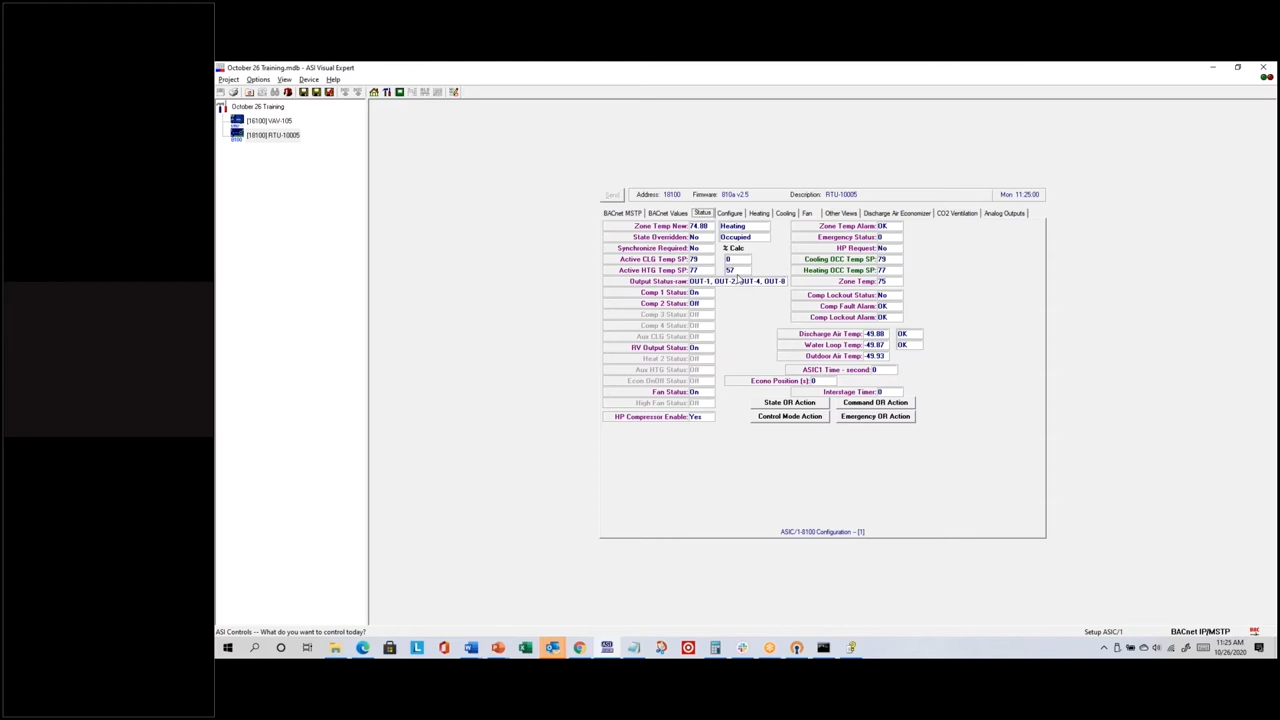 October 26 Training.mdb - ASI Visual Expert
Project Options View Device Help
October 26 Training
[16100] VAV-105
[18100] RTU-10005
8100
Send Address: 18100 Firmware: 810a v2.5 Description: RTU-10005 Mon 11:25:00
BACnet MSTP BACnet Values Status Configure Heating Cooling Fan Other Views Discharge Air Economizer CO2 Ventilation Analog Outputs
Zone Temp New: 74.88 Heating Zone Temp Alarm: OK
State Overridden: No Occupied Emergency Status: 0
Synchronize Required: No % Calc HP Request: No
Active CLG Temp SP: 79 0 Cooling OCC Temp SP: 79
Active HTG Temp SP: 77 57 Heating OCC Temp SP: 77
Output Status-raw: OUT-1, OUT-2, OUT-4, OUT-8 Zone Temp: 75
Comp 1 Status: On
Comp Lockout Status: No
Comp 2 Status: Off
Comp Fault Alarm: OK
Comp 3 Status: Off
Comp Lockout Alarm: OK
Comp 4 Status: Off
Aux CLG Status: Off Discharge Air Temp: -49.88 OK
RV Output Status: On Water Loop Temp: -49.87 OK
Heat 2 Status: Off Outdoor Air Temp: -49.93
Aux HTG Status: Off ASIC1 Time - second: 0
Econ OnOff Status: Off Econo Position (s): 0
Fan Status: On Interstage Timer: 0
High Fan Status: Off State OR Action Command OR Action
HP Compressor Enable: Yes Control Mode Action Emergency OR Action
ASIC/1-8100 Configuration -- [1]
ASI Controls -- What do you want to control today? Setup ASIC/1 BACnet IP/MSTP
11:25 AM
10/26/2020